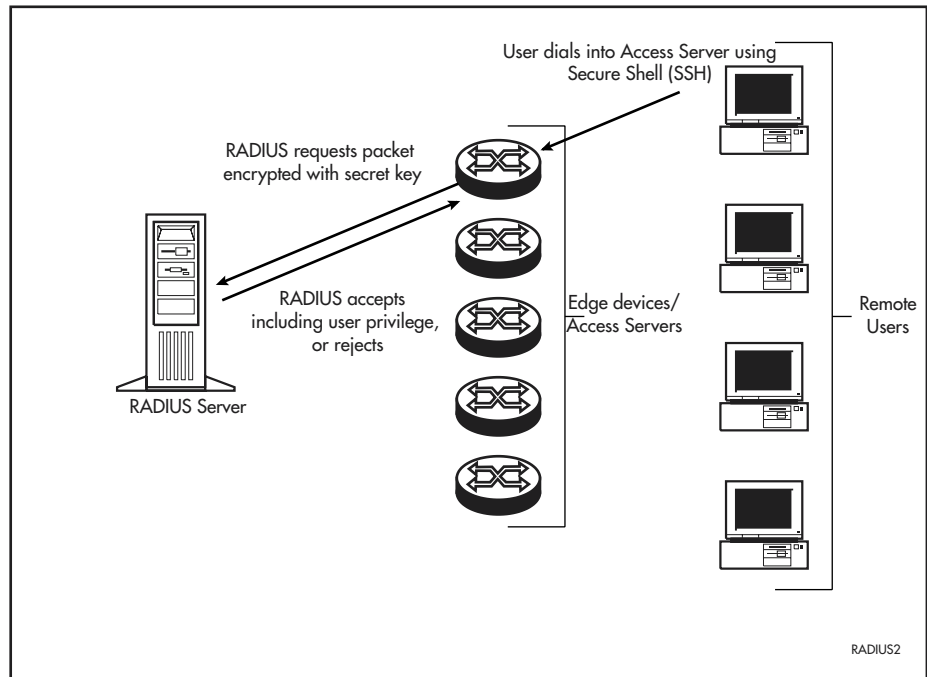 User dials into Access Server using
Secure Shell (SSH)
RADIUS requests packet
encrypted with secret key
RADIUS accepts
including user privilege,
or rejects
RADIUS Server
Edge devices/
Access Servers
Remote
Users
RADIUS2